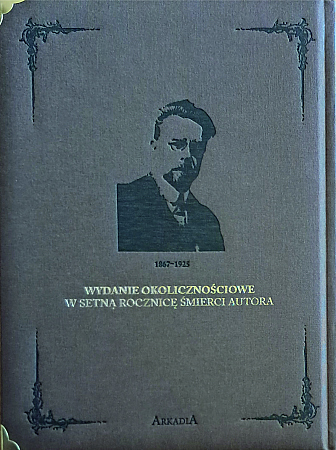 1867-1925
WYDANIE OKOLICZNOŚCIOWE
W SETNĄ ROCZNICĘ ŚMIERCI AUTORA
ARKADIA